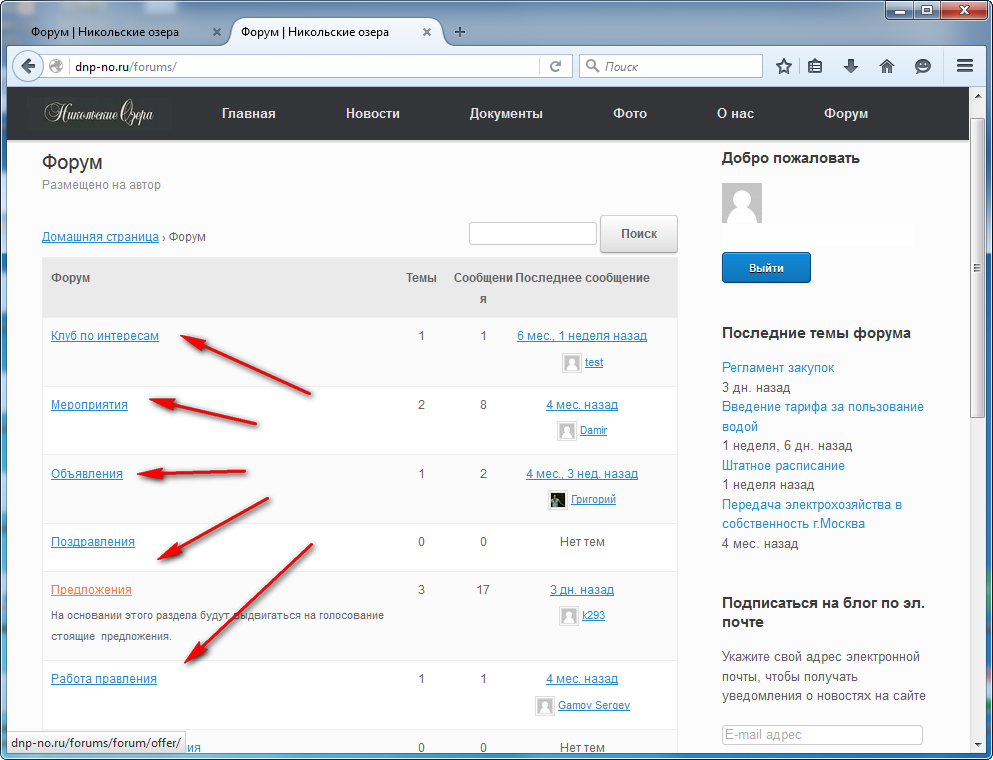 Форум | Никольские озера
Форум | Никольские озера
dnp-no.ru/forums/
Поиск
Никольские Озера
Главная
Новости
Документы
Фото
О нас
Форум
Форум
Размещено на автор
Домашняя страница › Форум
Поиск
Форум
Темы
Сообщени
я
Последнее сообщение
Клуб по интересам
1
1
6 мес., 1 неделя назад
test
Мероприятия
2
8
4 мес. назад
Damir
Объявления
1
2
4 мес., 3 нед. назад
Григорий
Поздравления
0
0
Нет тем
Предложения
3
17
3 дн. назад
На основании этого раздела будут выдвигаться на голосование
стоящие предложения.
k293
Работа правления
1
1
4 мес. назад
Gamov Sergey
ия
0
0
Нет тем
Добро пожаловать
Выйти
Последние темы форума
Регламент закупок
3 дн. назад
Введение тарифа за пользование
водой
1 неделя, 6 дн. назад
Штатное расписание
1 неделя назад
Передача электрохозяйства в
собственность г.Москва
4 мес. назад
Подписаться на блог по эл.
почте
Укажите свой адрес электронной
почты, чтобы получать
уведомления о новостях на сайте
E-mail адрес
dnp-no.ru/forums/forum/offer/